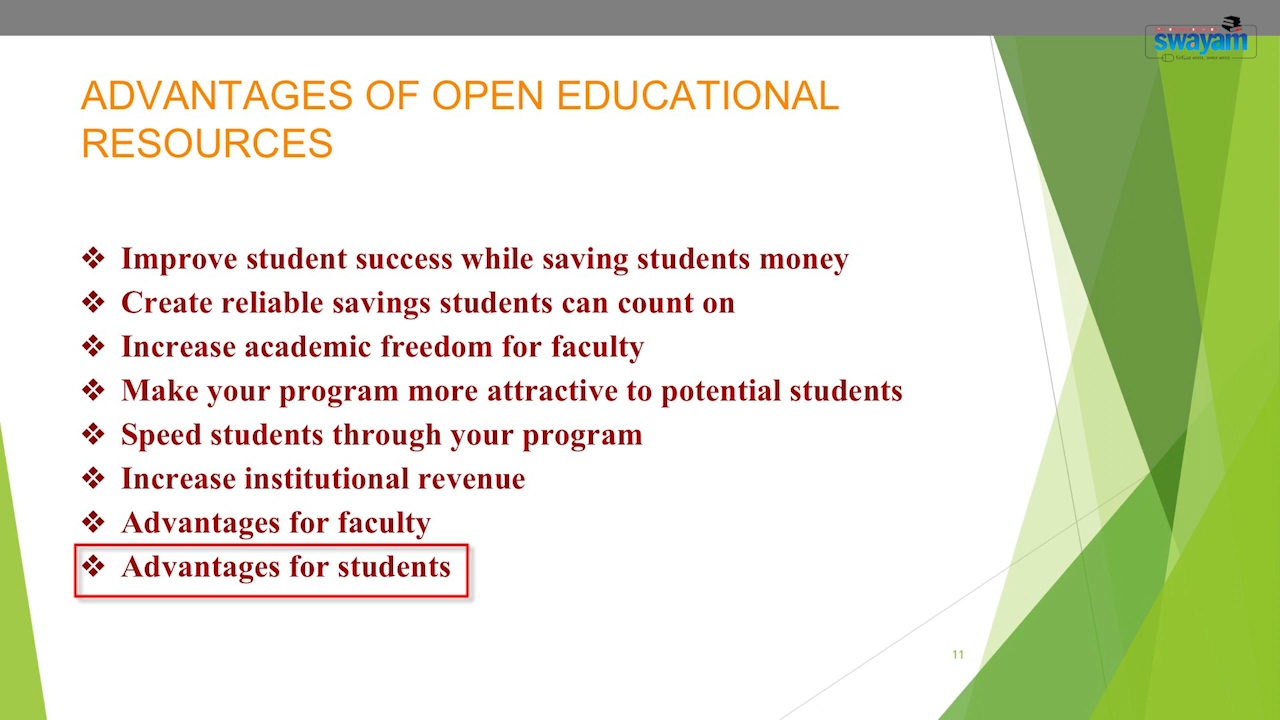 swayam
ADVANTAGES OF OPEN EDUCATIONAL
RESOURCES
❖ Improve student success while saving students money
❖ Create reliable savings students can count on
❖ Increase academic freedom for faculty
❖ Make your program more attractive to potential students
❖ Speed students through your program
❖ Increase institutional revenue
❖ Advantages for faculty
❖ Advantages for students
11